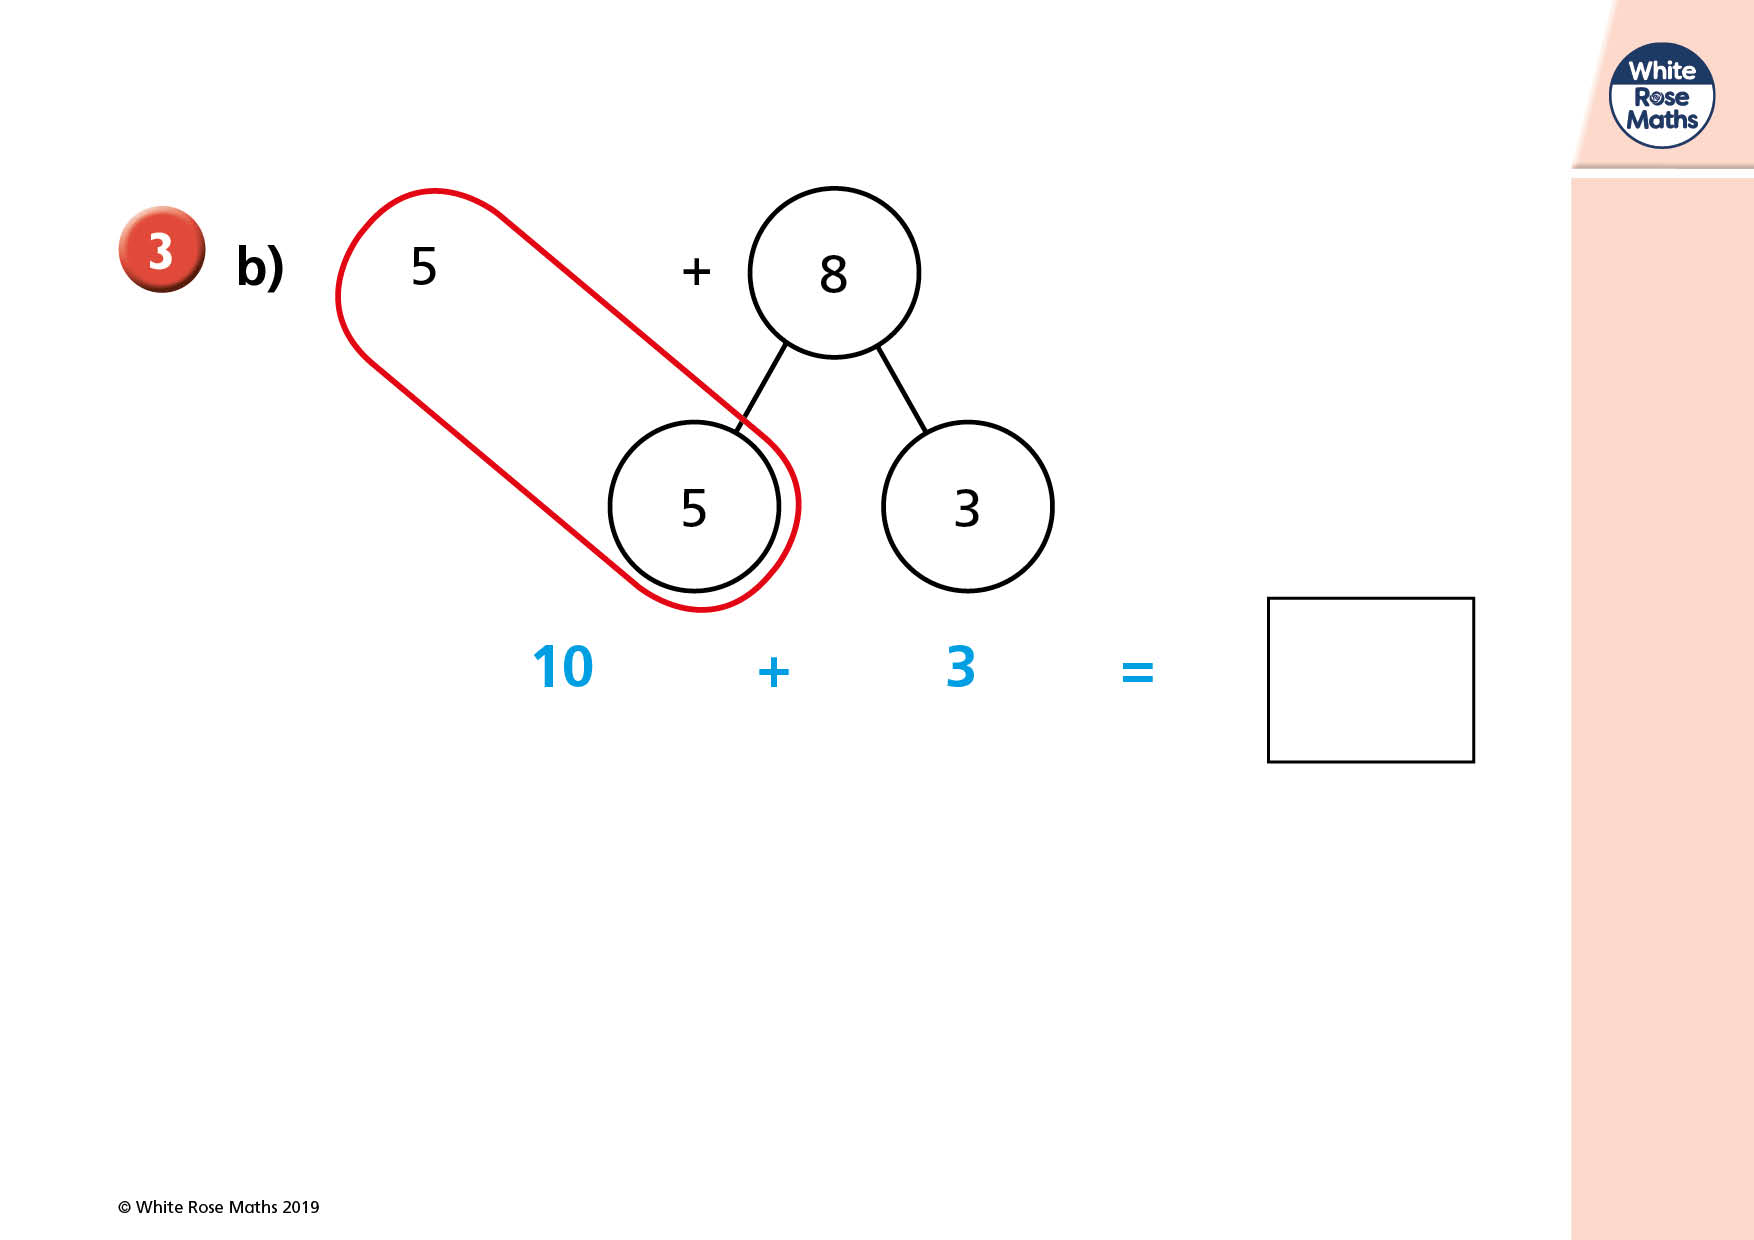 White
Rose
Maths
3 b) 5 + 8
5 3
10 + 3 =
© White Rose Maths 2019